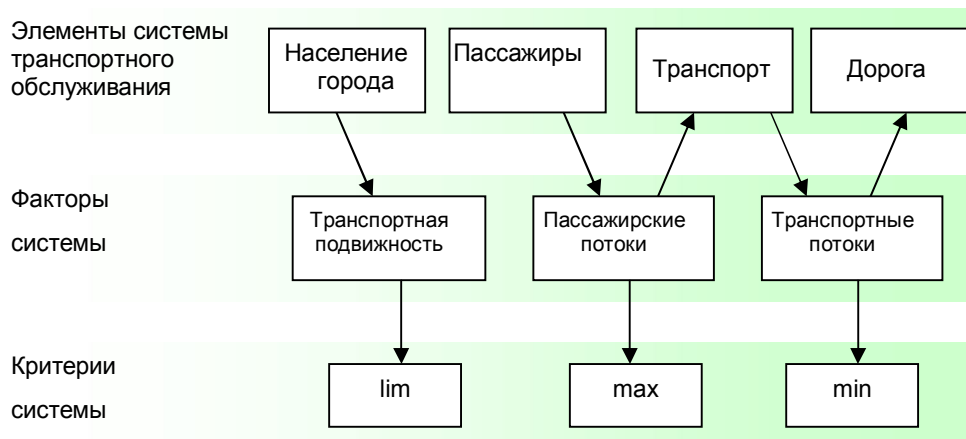 Элементы системы
транспортного
обслуживания
Население
города
Пассажиры
Транспорт
Дорога
Факторы
системы
Транспортная
подвижность
Пассажирские
потоки
Транспортные
потоки
Критерии
системы
lim
max
min